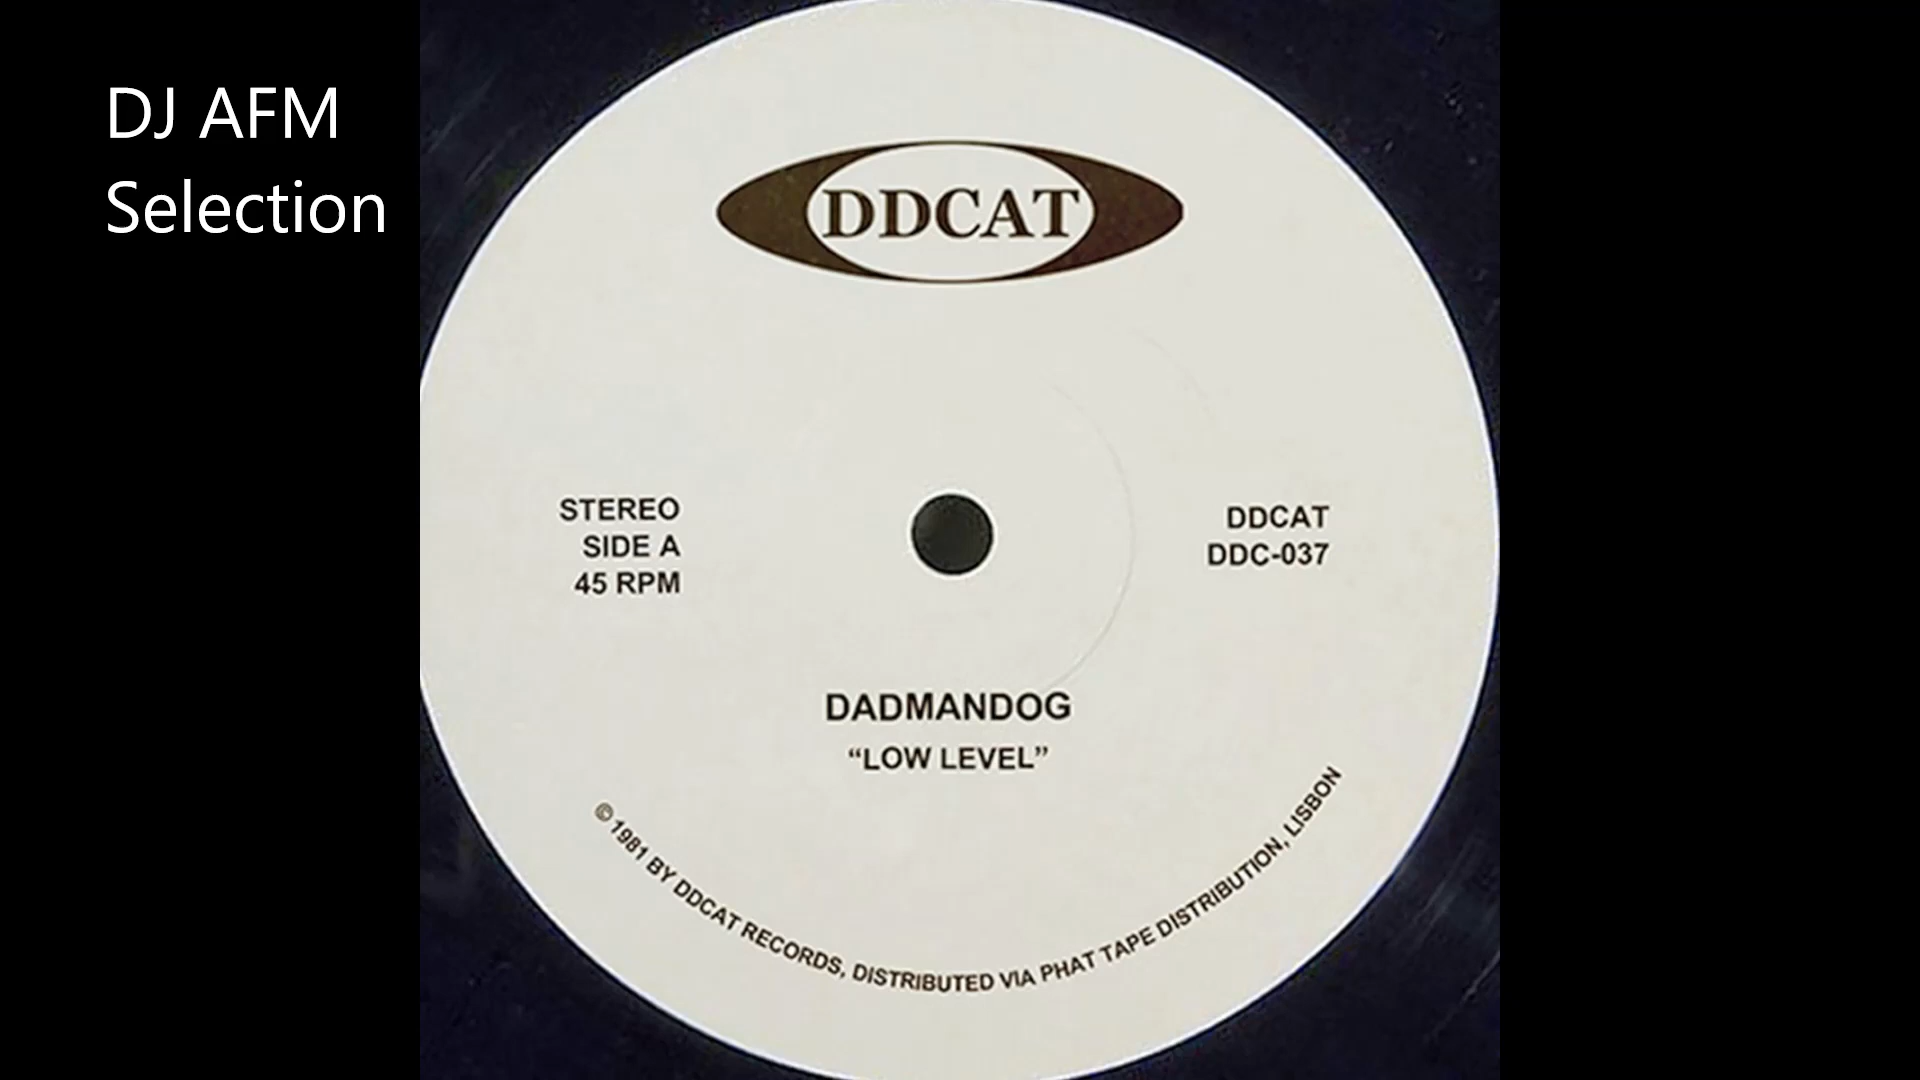 DJ AFM
Selection
DDCAT
STEREO
SIDE A
45 RPM
DDCAT
DDC-037
DADMANDOG
“LOW LEVEL”
© 1981 BY DDCAT RECORDS, DISTRIBUTED VIA PHAT TAPE DISTRIBUTION, LISBON